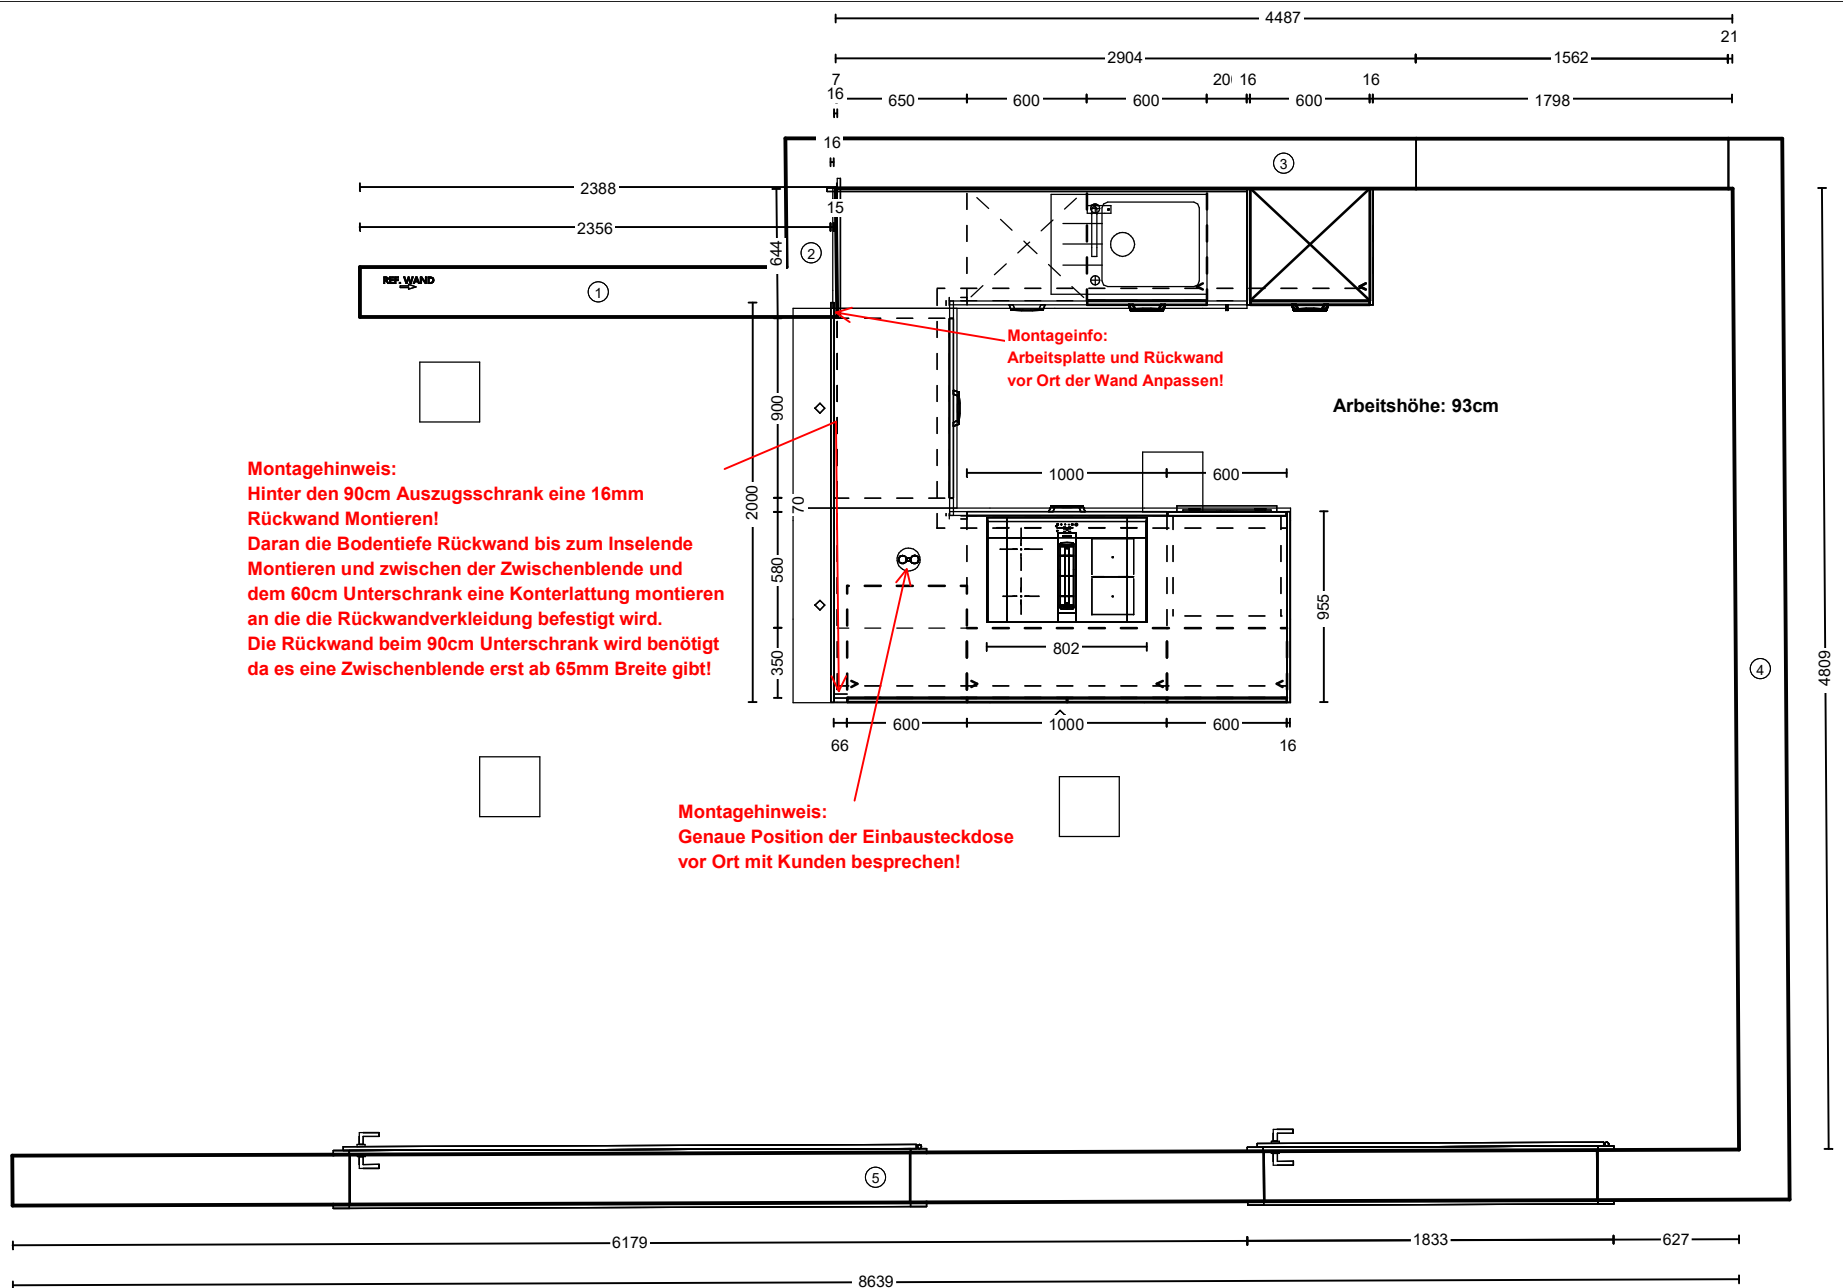 4487
21
2904
1562
7
16
650
600
600
20
16
600
16
1798
16
3
2388
15
2356
644
2
REF. WAND
1
Montageinfo:
Arbeitsplatte und Rückwand
vor Ort der Wand Anpassen!
900
Arbeitshöhe: 93cm
Montagehinweis:
Hinter den 90cm Auszugsschrank eine 16mm
Rückwand Montieren!
Daran die Bodentiefe Rückwand bis zum Inselende
Montieren und zwischen der Zwischenblende und
dem 60cm Unterschrank eine Konterlattung montieren
an die die Rückwandverkleidung befestigt wird.
Die Rückwand beim 90cm Unterschrank wird benötigt
da es eine Zwischenblende erst ab 65mm Breite gibt!
1000
600
2000
70
580
955
802
350
4
4809
600
1000
600
66
16
Montagehinweis:
Genaue Position der Einbausteckdose
vor Ort mit Kunden besprechen!
5
6179
1833
627
8639